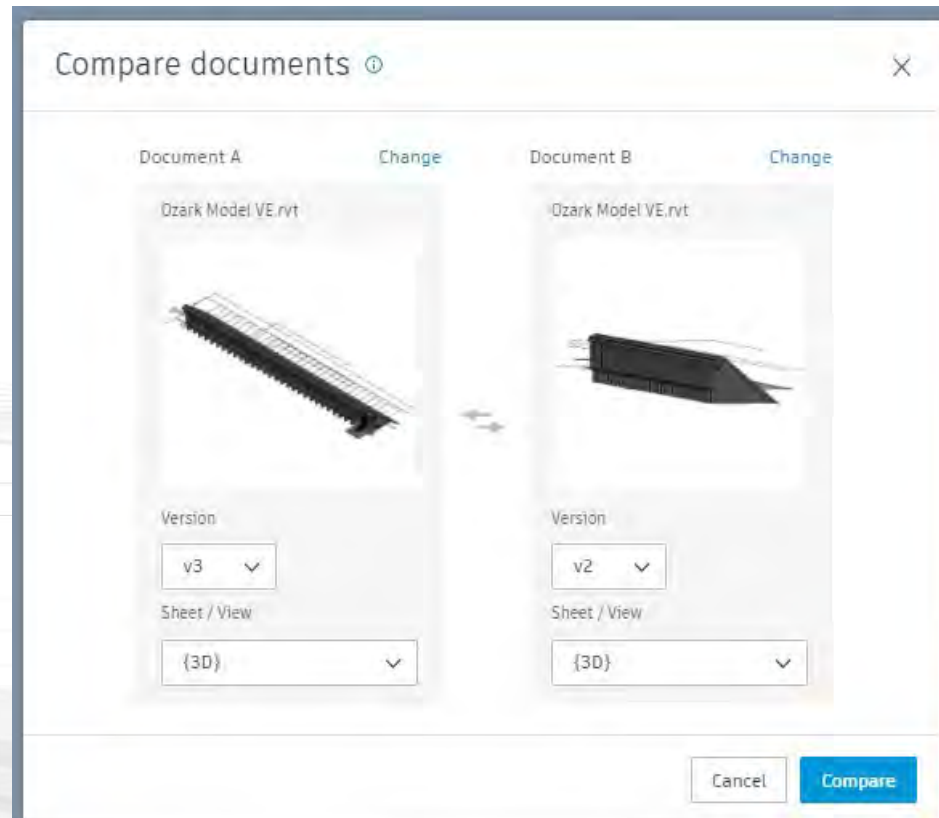 Compare documents
Document A
Change
Document B
Change
Ozark Model VE.rvt
Ozark Model VE.rvt
Version
v3
Version
v2
Sheet / View
{3D}
Sheet / View
{3D}
Cancel
Compare